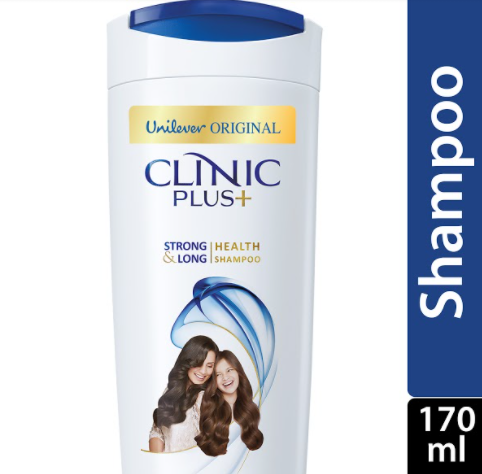 Unilever ORIGINAL
CLINIC
PLUS+
STRONG
& LONG
HEALTH
SHAMPOO
Shampoo
170
ml